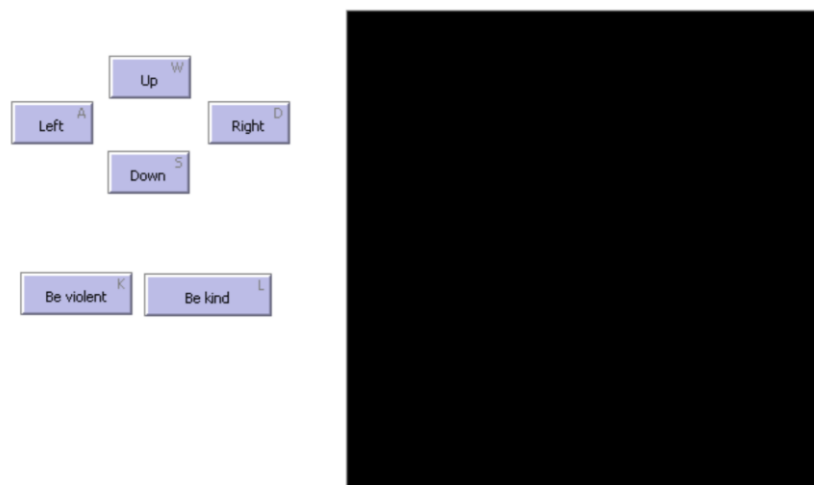 Up W
Left A
Right D
Down S
Be violent K
Be kind L